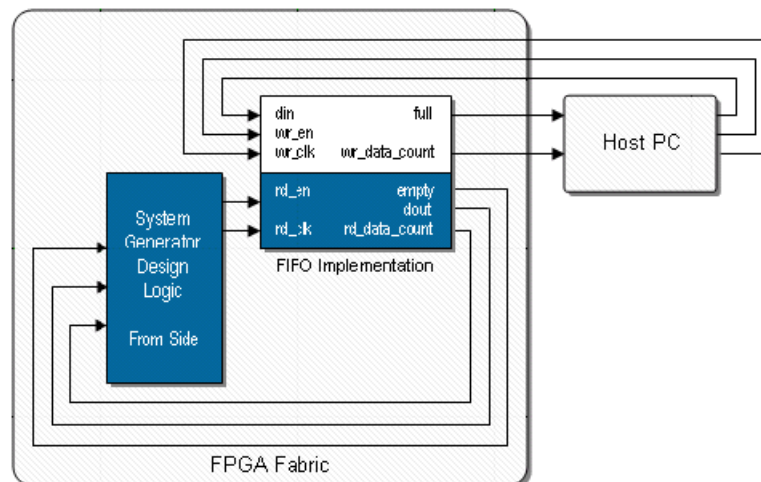 din full
wr_en
wr_clk wr_data_count
Host PC
rd_en empty
dout
rd_clk rd_data_count
FIFO Implementation
System
Generator
Design
Logic
From Side
FPGA Fabric